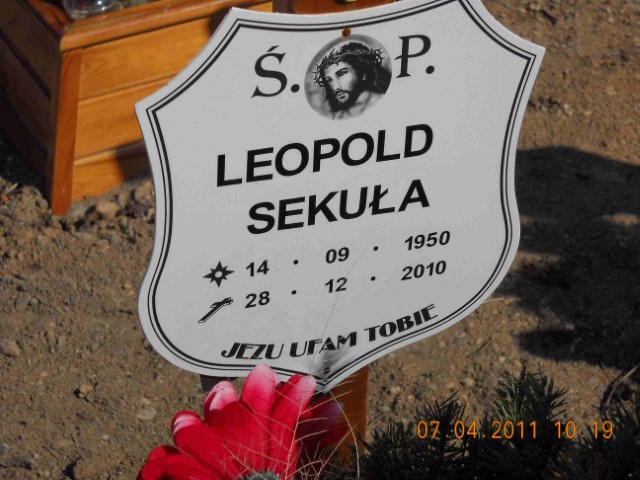 Ś. P.
LEOPOLD
SEKUŁA
14 · 09 · 1950
28 · 12 · 2010
JEZU UFAM TOBIE
07.04.2011 10:19